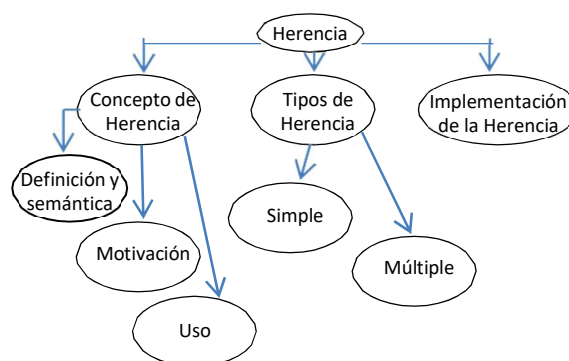 Herencia
Concepto de
Herencia
Tipos de
Herencia
Implementación
de la Herencia
Definición y
semántica
Simple
Motivación
Múltiple
Uso